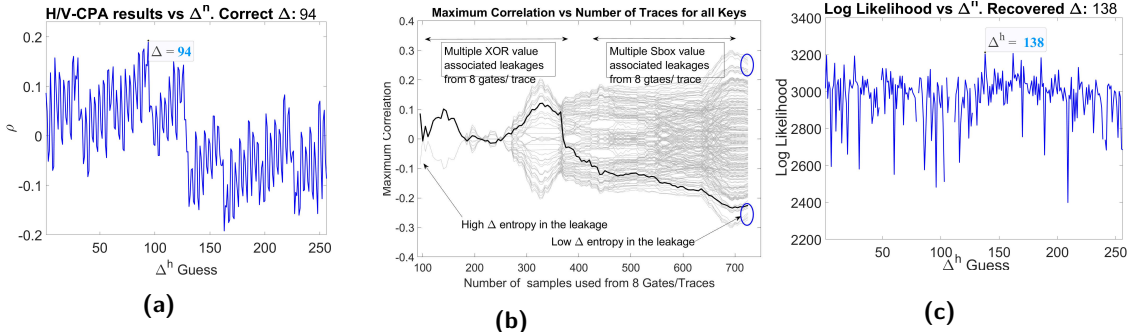 H/V-CPA results vs Δⁿ. Correct Δ: 94
0.2
0.1
0
-0.1
-0.2
ρ
Δ = 94
50
100
150
200
250
Δʰ Guess
(a)
Maximum Correlation vs Number of Traces for all Keys
0.4
0.3
0.2
0.1
0
-0.1
-0.2
-0.3
-0.4
Maximum Correlation
Multiple XOR value
associated leakages
from 8 gates/ trace
Multiple Sbox value
associated leakages
from 8 gtaes/ trace
High Δ entropy in the leakage
Low Δ entropy in the leakage
100
200
300
400
500
600
700
Number of samples used from 8 Gates/Traces
(b)
Log Likelihood vs Δⁿ. Recovered Δ: 138
3400
3200
3000
2800
2600
2400
2200
Log Likelihood
Δʰ = 138
50
100
150
200
250
Δʰ Guess
(c)